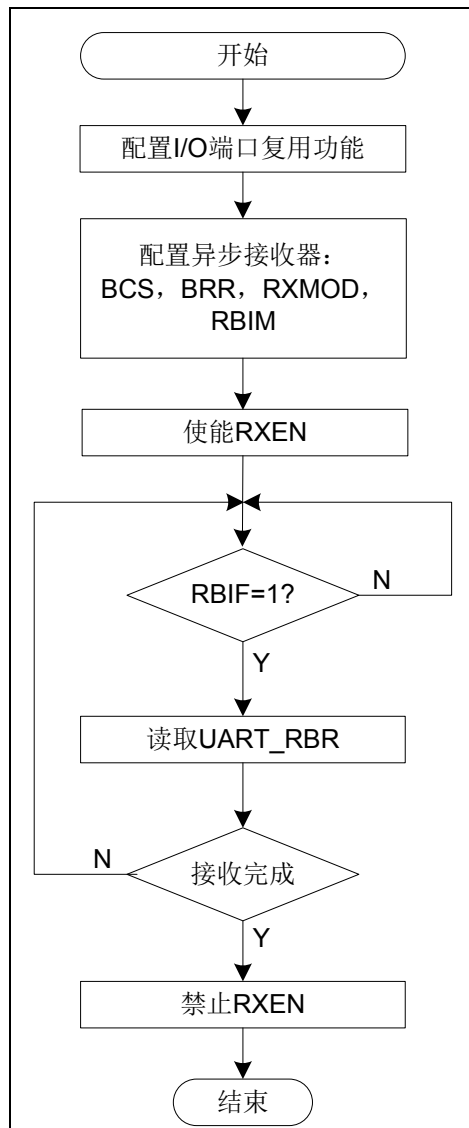 开始
配置I/O端口复用功能
配置异步接收器：
BCS，BRR，RXMOD，
RBIM
使能RXEN
RBIF=1?
N
Y
读取UART_RBR
N
接收完成
Y
禁止RXEN
结束